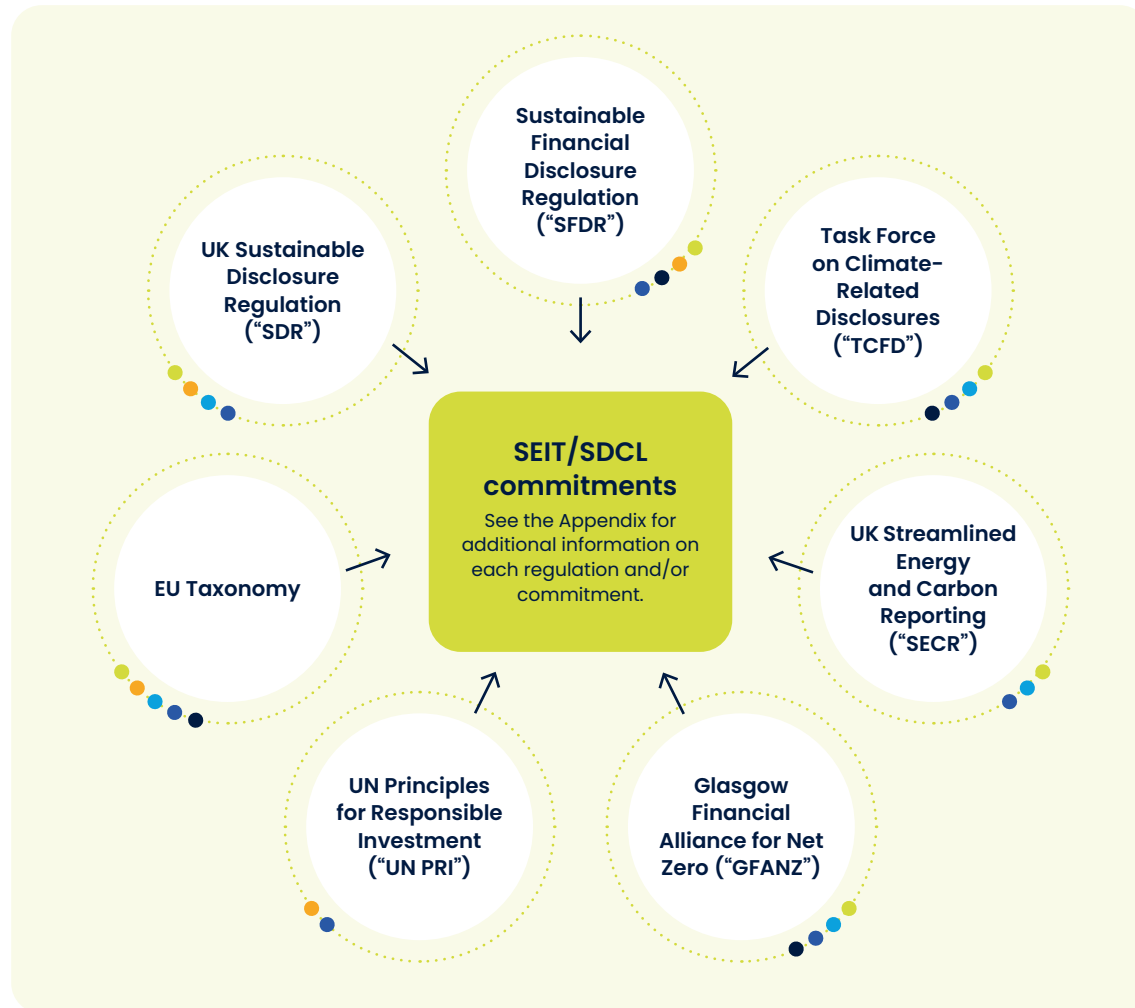 Sustainable
Financial
Disclosure
Regulation
(“SFDR”)
UK Sustainable
Disclosure
Regulation
(“SDR”)
Task Force
on Climate-
Related
Disclosures
(“TCFD”)
SEIT/SDCL
commitments
See the Appendix for
additional information on
each regulation and/or
commitment.
EU Taxonomy
UK Streamlined
Energy
and Carbon
Reporting
(“SECR”)
UN Principles
for Responsible
Investment
(“UN PRI”)
Glasgow
Financial
Alliance for Net
Zero (“GFANZ”)